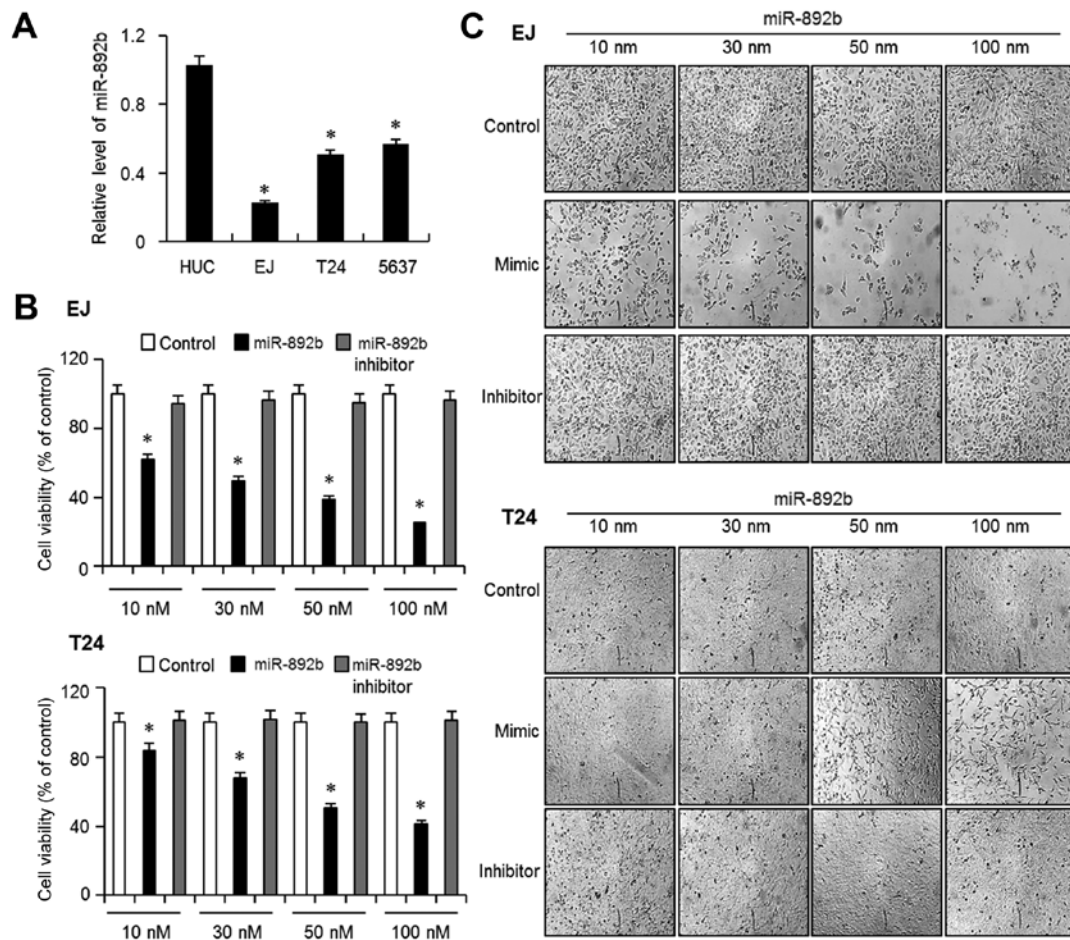 A
Relative level of miR-892b
1.2
0.8
0.4
0
*
*
*
HUC EJ T24 5637
B EJ
Control miR-892b miR-892b inhibitor
Cell viability (% of control)
120
80
40
0
*
*
*
*
10 nM 30 nM 50 nM 100 nM
T24
Control miR-892b miR-892b inhibitor
Cell viability (% of control)
120
80
40
0
*
*
*
*
10 nM 30 nM 50 nM 100 nM
C EJ
miR-892b
10 nm 30 nm 50 nm 100 nm
Control
Mimic
Inhibitor
T24
miR-892b
10 nm 30 nm 50 nm 100 nm
Control
Mimic
Inhibitor